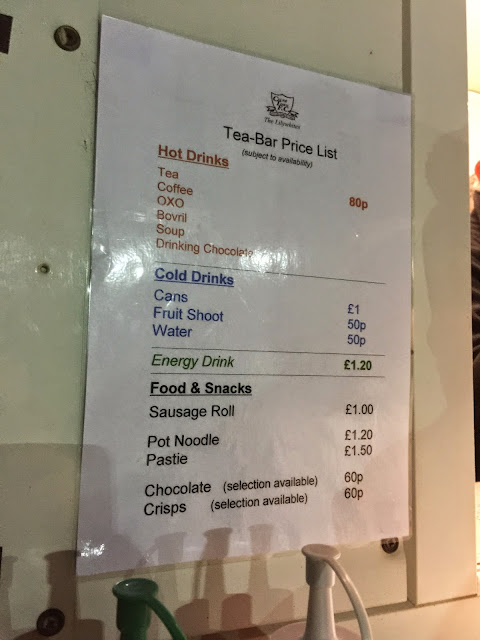 The Lilywhites
Tea-Bar Price List
(subject to availability)
Hot Drinks
Tea
Coffee
OXO 80p
Bovril
Soup
Drinking Chocolate
Cold Drinks
Cans £1
Fruit Shoot 50p
Water 50p
Energy Drink £1.20
Food & Snacks
Sausage Roll £1.00
Pot Noodle £1.20
Pastie £1.50
Chocolate (selection available) 60p
Crisps (selection available) 60p